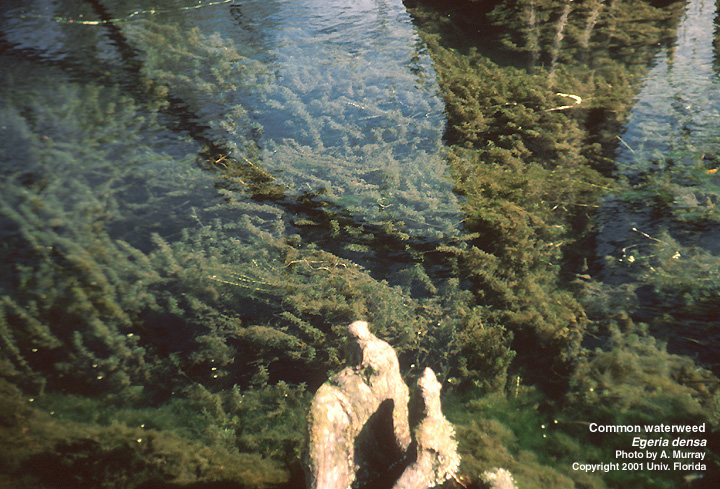 Common waterweed
Egeria densa
Photo by A. Murray
Copyright 2001 Univ. Florida